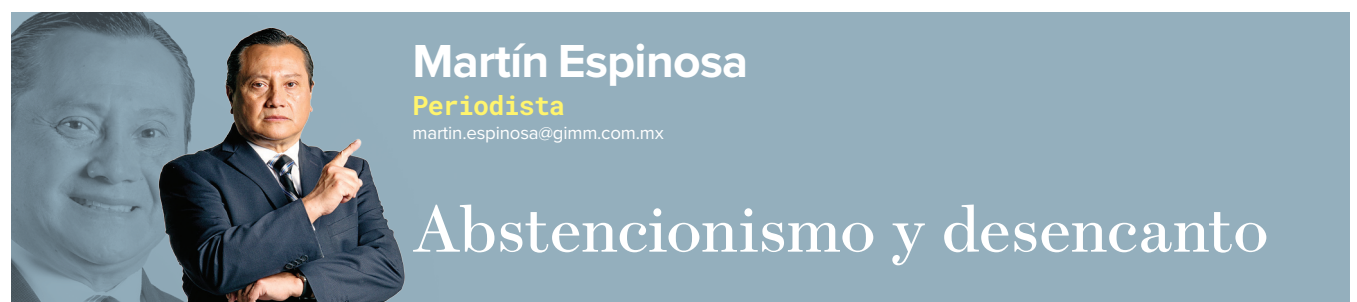 Martín Espinosa
Periodista
martin.espinosa@gimm.com.mx
Abstencionismo y desencanto